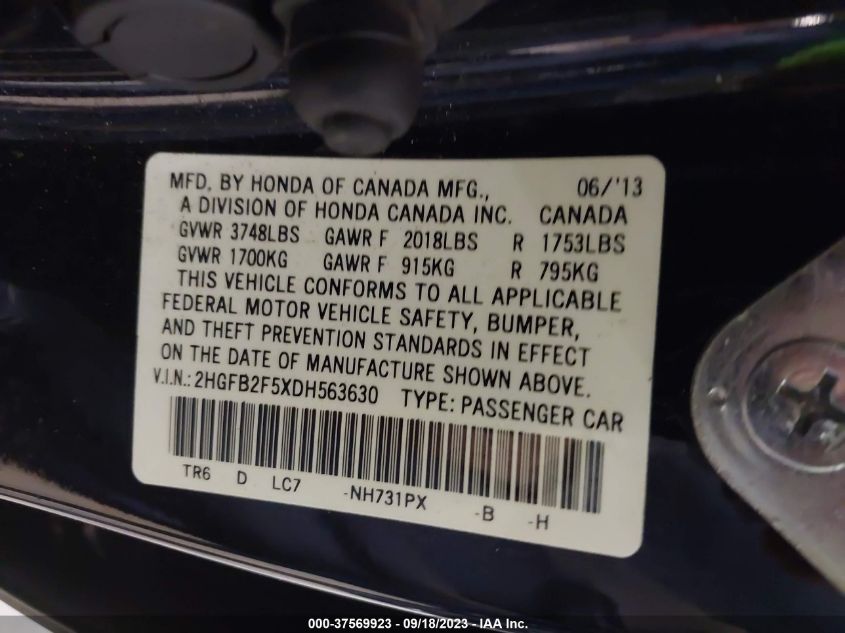 MFD. BY HONDA OF CANADA MFG., 06/'13
A DIVISION OF HONDA CANADA INC. CANADA
GVWR 3748LBS GAWR F 2018LBS R 1753LBS
GVWR 1700KG GAWR F 915KG R 795KG
THIS VEHICLE CONFORMS TO ALL APPLICABLE
FEDERAL MOTOR VEHICLE SAFETY, BUMPER,
AND THEFT PREVENTION STANDARDS IN EFFECT
ON THE DATE OF MANUFACTURE SHOWN ABOVE.
V.I.N.: 2HGFB2F5XDH563630 TYPE: PASSENGER CAR
TR6 D LC7 -NH731PX -B -H
000-37569923 - 09/18/2023 - IAA Inc.